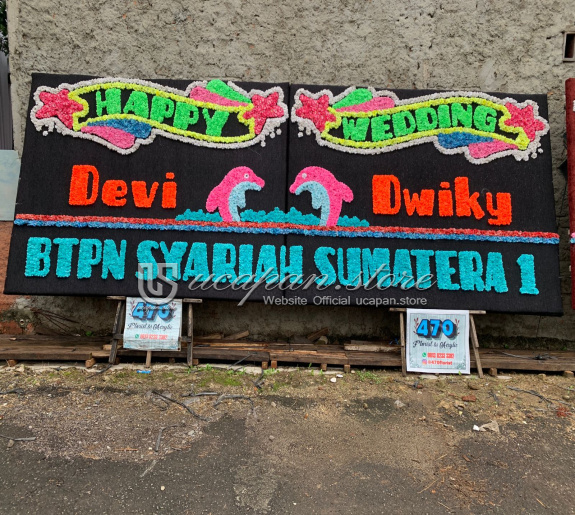 HAPPY WEDDING
Devi Dwiky
BTPN SYARIAH SUMATERA 1
ucapan.store
Website Official ucapan.store
470
470